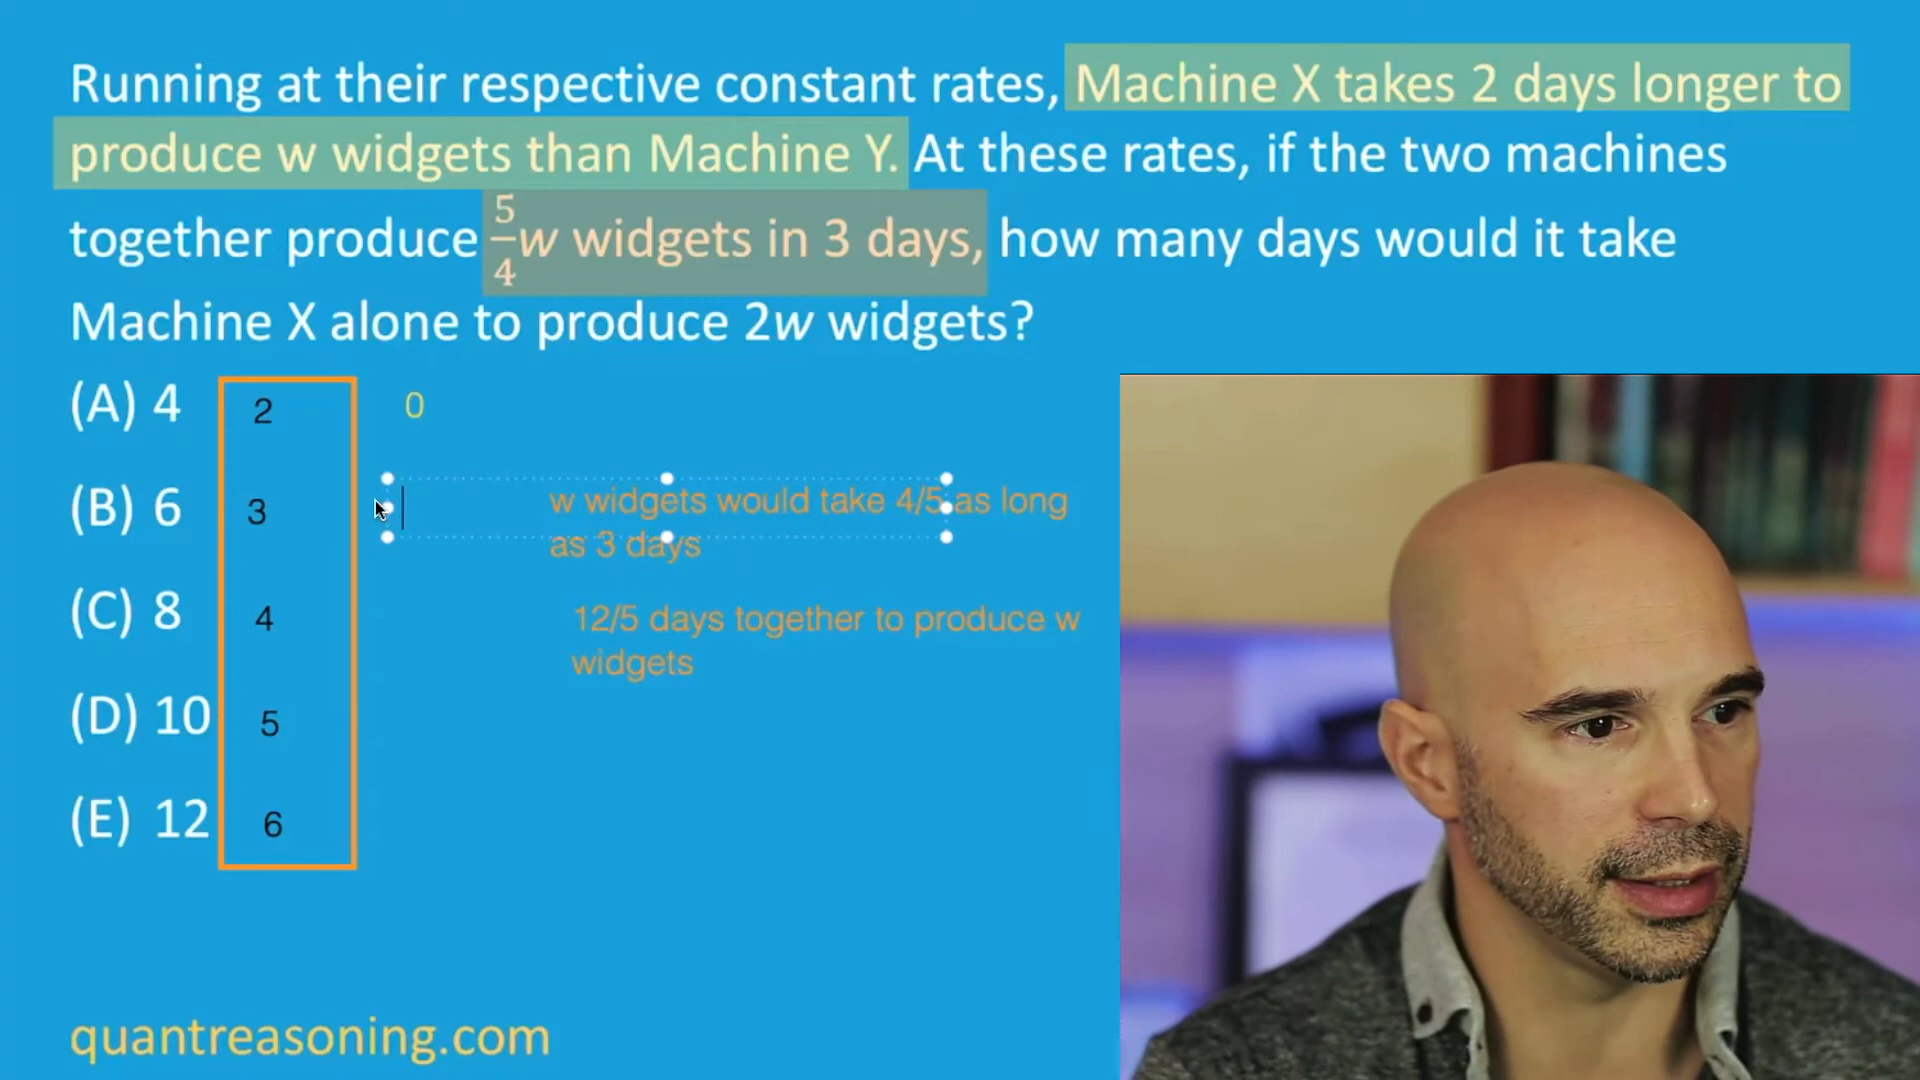 Running at their respective constant rates, Machine X takes 2 days longer to
produce w widgets than Machine Y. At these rates, if the two machines
together produce 5/4 w widgets in 3 days, how many days would it take
Machine X alone to produce 2w widgets?
(A) 4 2 0
(B) 6 3 w widgets would take 4/5 as long
as 3 days
(C) 8 4 12/5 days together to produce w
widgets
(D) 10 5
(E) 12 6
quantreasoning.com